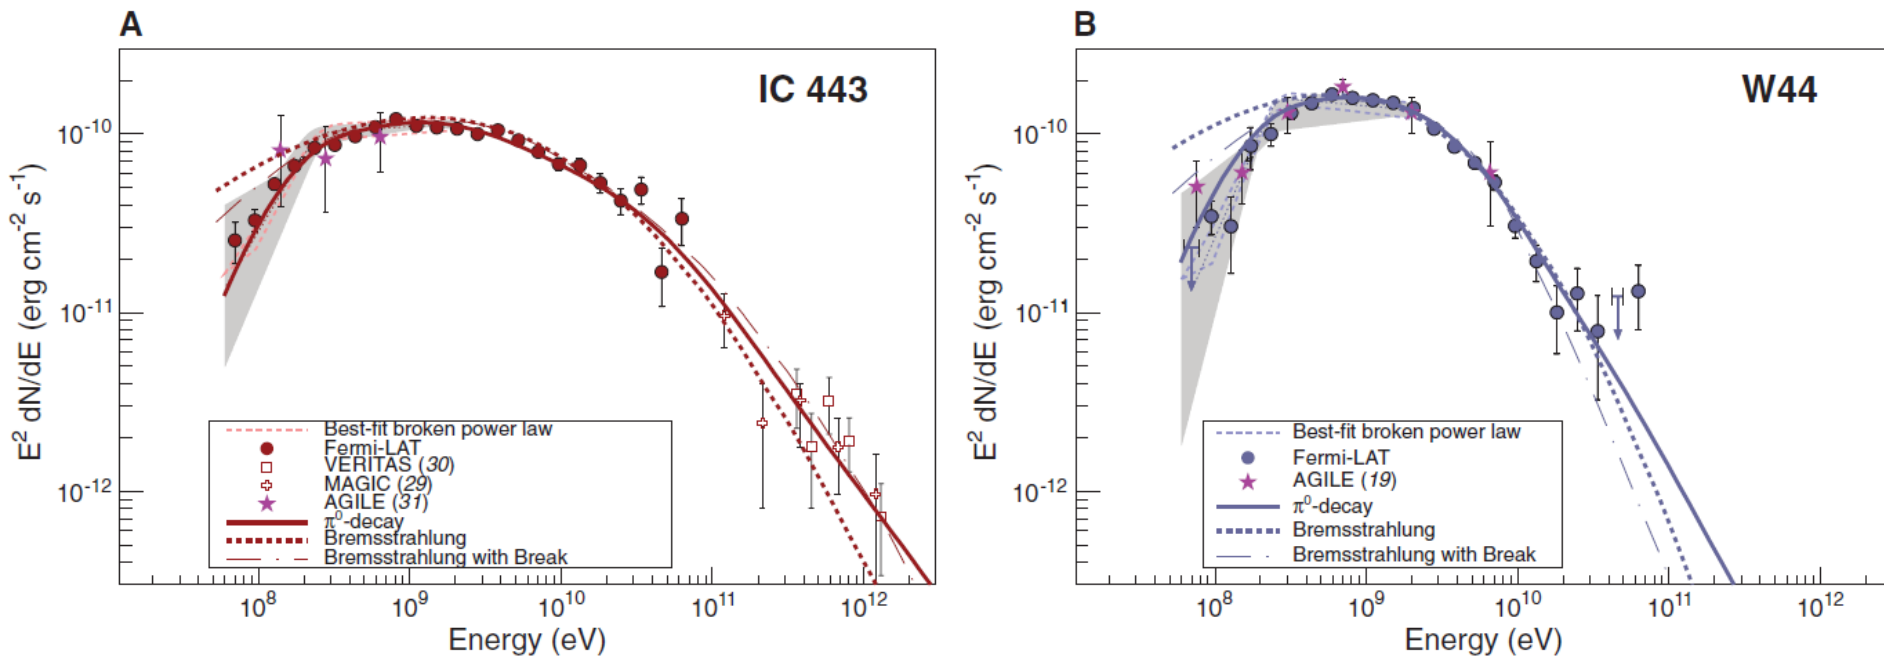 A
IC 443
E² dN/dE (erg cm⁻² s⁻¹)
10⁻¹⁰
10⁻¹¹
10⁻¹²
Best-fit broken power law
Fermi-LAT
VERITAS (30)
MAGIC (29)
AGILE (31)
π⁰-decay
Bremsstrahlung
Bremsstrahlung with Break
10⁸ 10⁹ 10¹⁰ 10¹¹ 10¹²
Energy (eV)
B
W44
E² dN/dE (erg cm⁻² s⁻¹)
10⁻¹⁰
10⁻¹¹
10⁻¹²
Best-fit broken power law
Fermi-LAT
AGILE (19)
π⁰-decay
Bremsstrahlung
Bremsstrahlung with Break
10⁸ 10⁹ 10¹⁰ 10¹¹ 10¹²
Energy (eV)